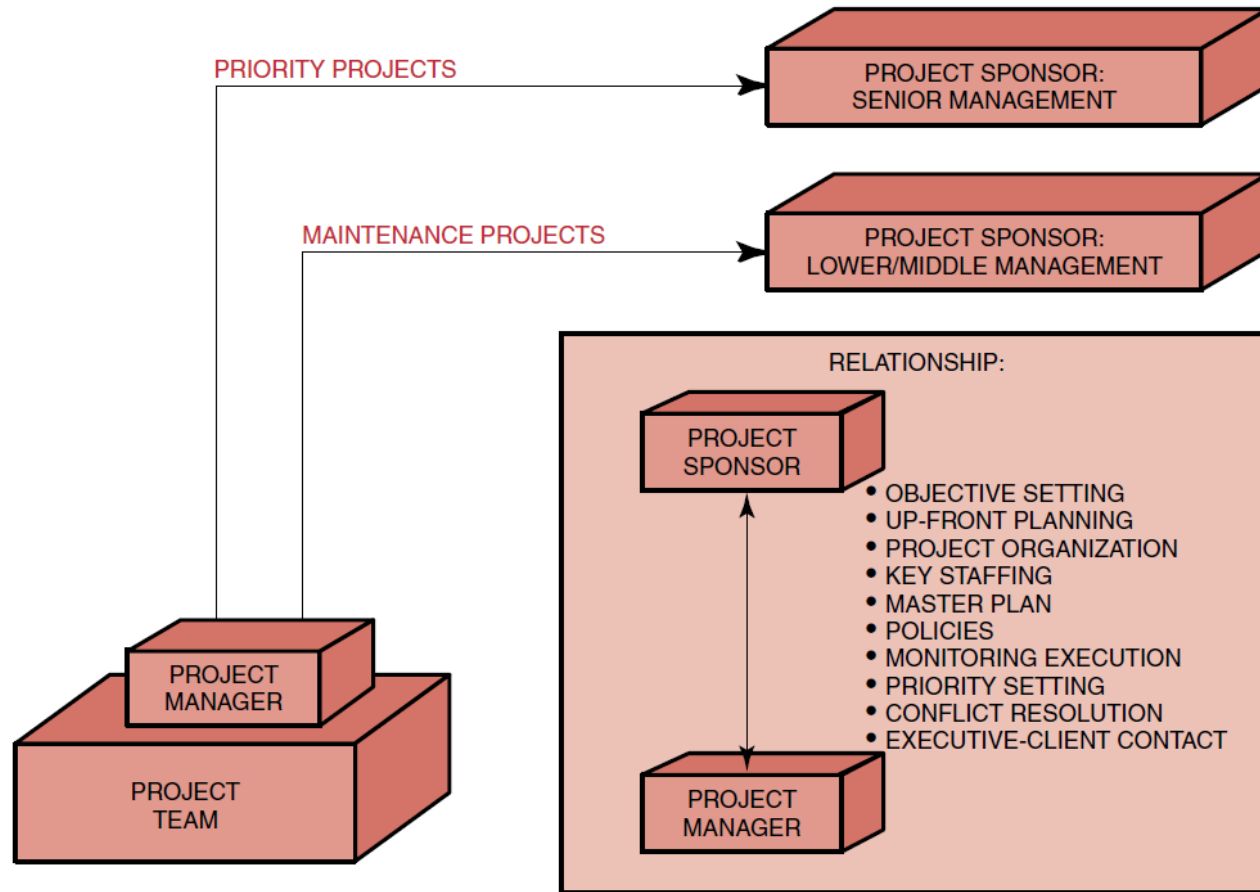 PRIORITY PROJECTS
PROJECT SPONSOR:
SENIOR MANAGEMENT
MAINTENANCE PROJECTS
PROJECT SPONSOR:
LOWER/MIDDLE MANAGEMENT
PROJECT
MANAGER
PROJECT
TEAM
RELATIONSHIP:
PROJECT
SPONSOR
• OBJECTIVE SETTING
• UP-FRONT PLANNING
• PROJECT ORGANIZATION
• KEY STAFFING
• MASTER PLAN
• POLICIES
• MONITORING EXECUTION
• PRIORITY SETTING
• CONFLICT RESOLUTION
• EXECUTIVE-CLIENT CONTACT
PROJECT
MANAGER